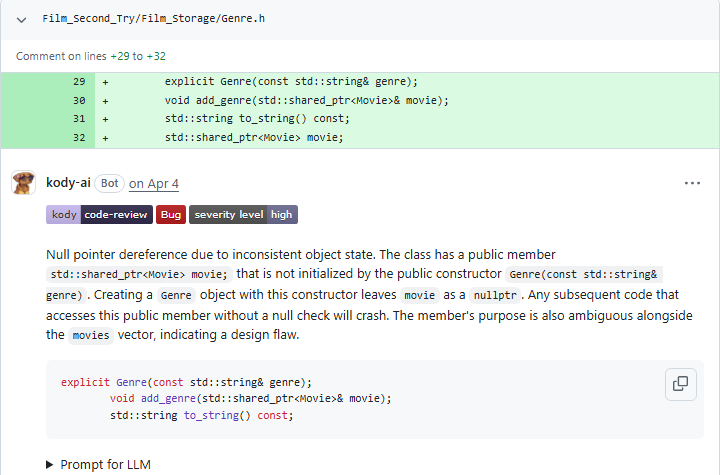 Film_Second_Try/Film_Storage/Genre.h
Comment on lines +29 to +32
29 + explicit Genre(const std::string& genre);
30 + void add_genre(std::shared_ptr<Movie>& movie);
31 + std::string to_string() const;
32 + std::shared_ptr<Movie> movie;
kody-ai Bot on Apr 4
kody code-review Bug severity level high
Null pointer dereference due to inconsistent object state. The class has a public member
std::shared_ptr<Movie> movie; that is not initialized by the public constructor Genre(const std::string&
genre) . Creating a Genre object with this constructor leaves movie as a nullptr . Any subsequent code that
accesses this public member without a null check will crash. The member's purpose is also ambiguous alongside
the movies vector, indicating a design flaw.
explicit Genre(const std::string& genre);
void add_genre(std::shared_ptr<Movie>& movie);
std::string to_string() const;
Prompt for LLM